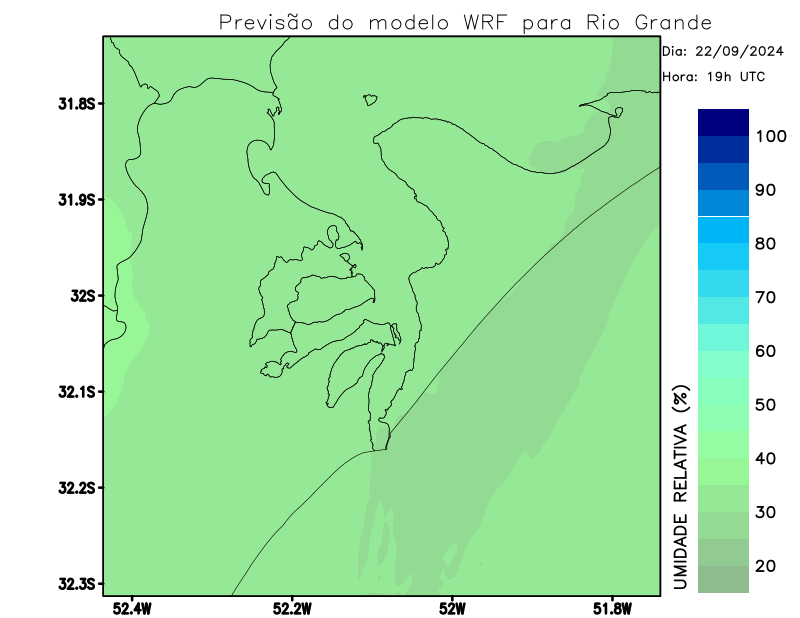 Previsão do modelo WRF para Rio Grande
Dia: 22/09/2024
Hora: 19h UTC
31.8S
31.9S
32S
32.1S
32.2S
32.3S
52.4W
52.2W
52W
51.8W
100
90
80
70
60
50
40
30
20
UMIDADE RELATIVA (%)